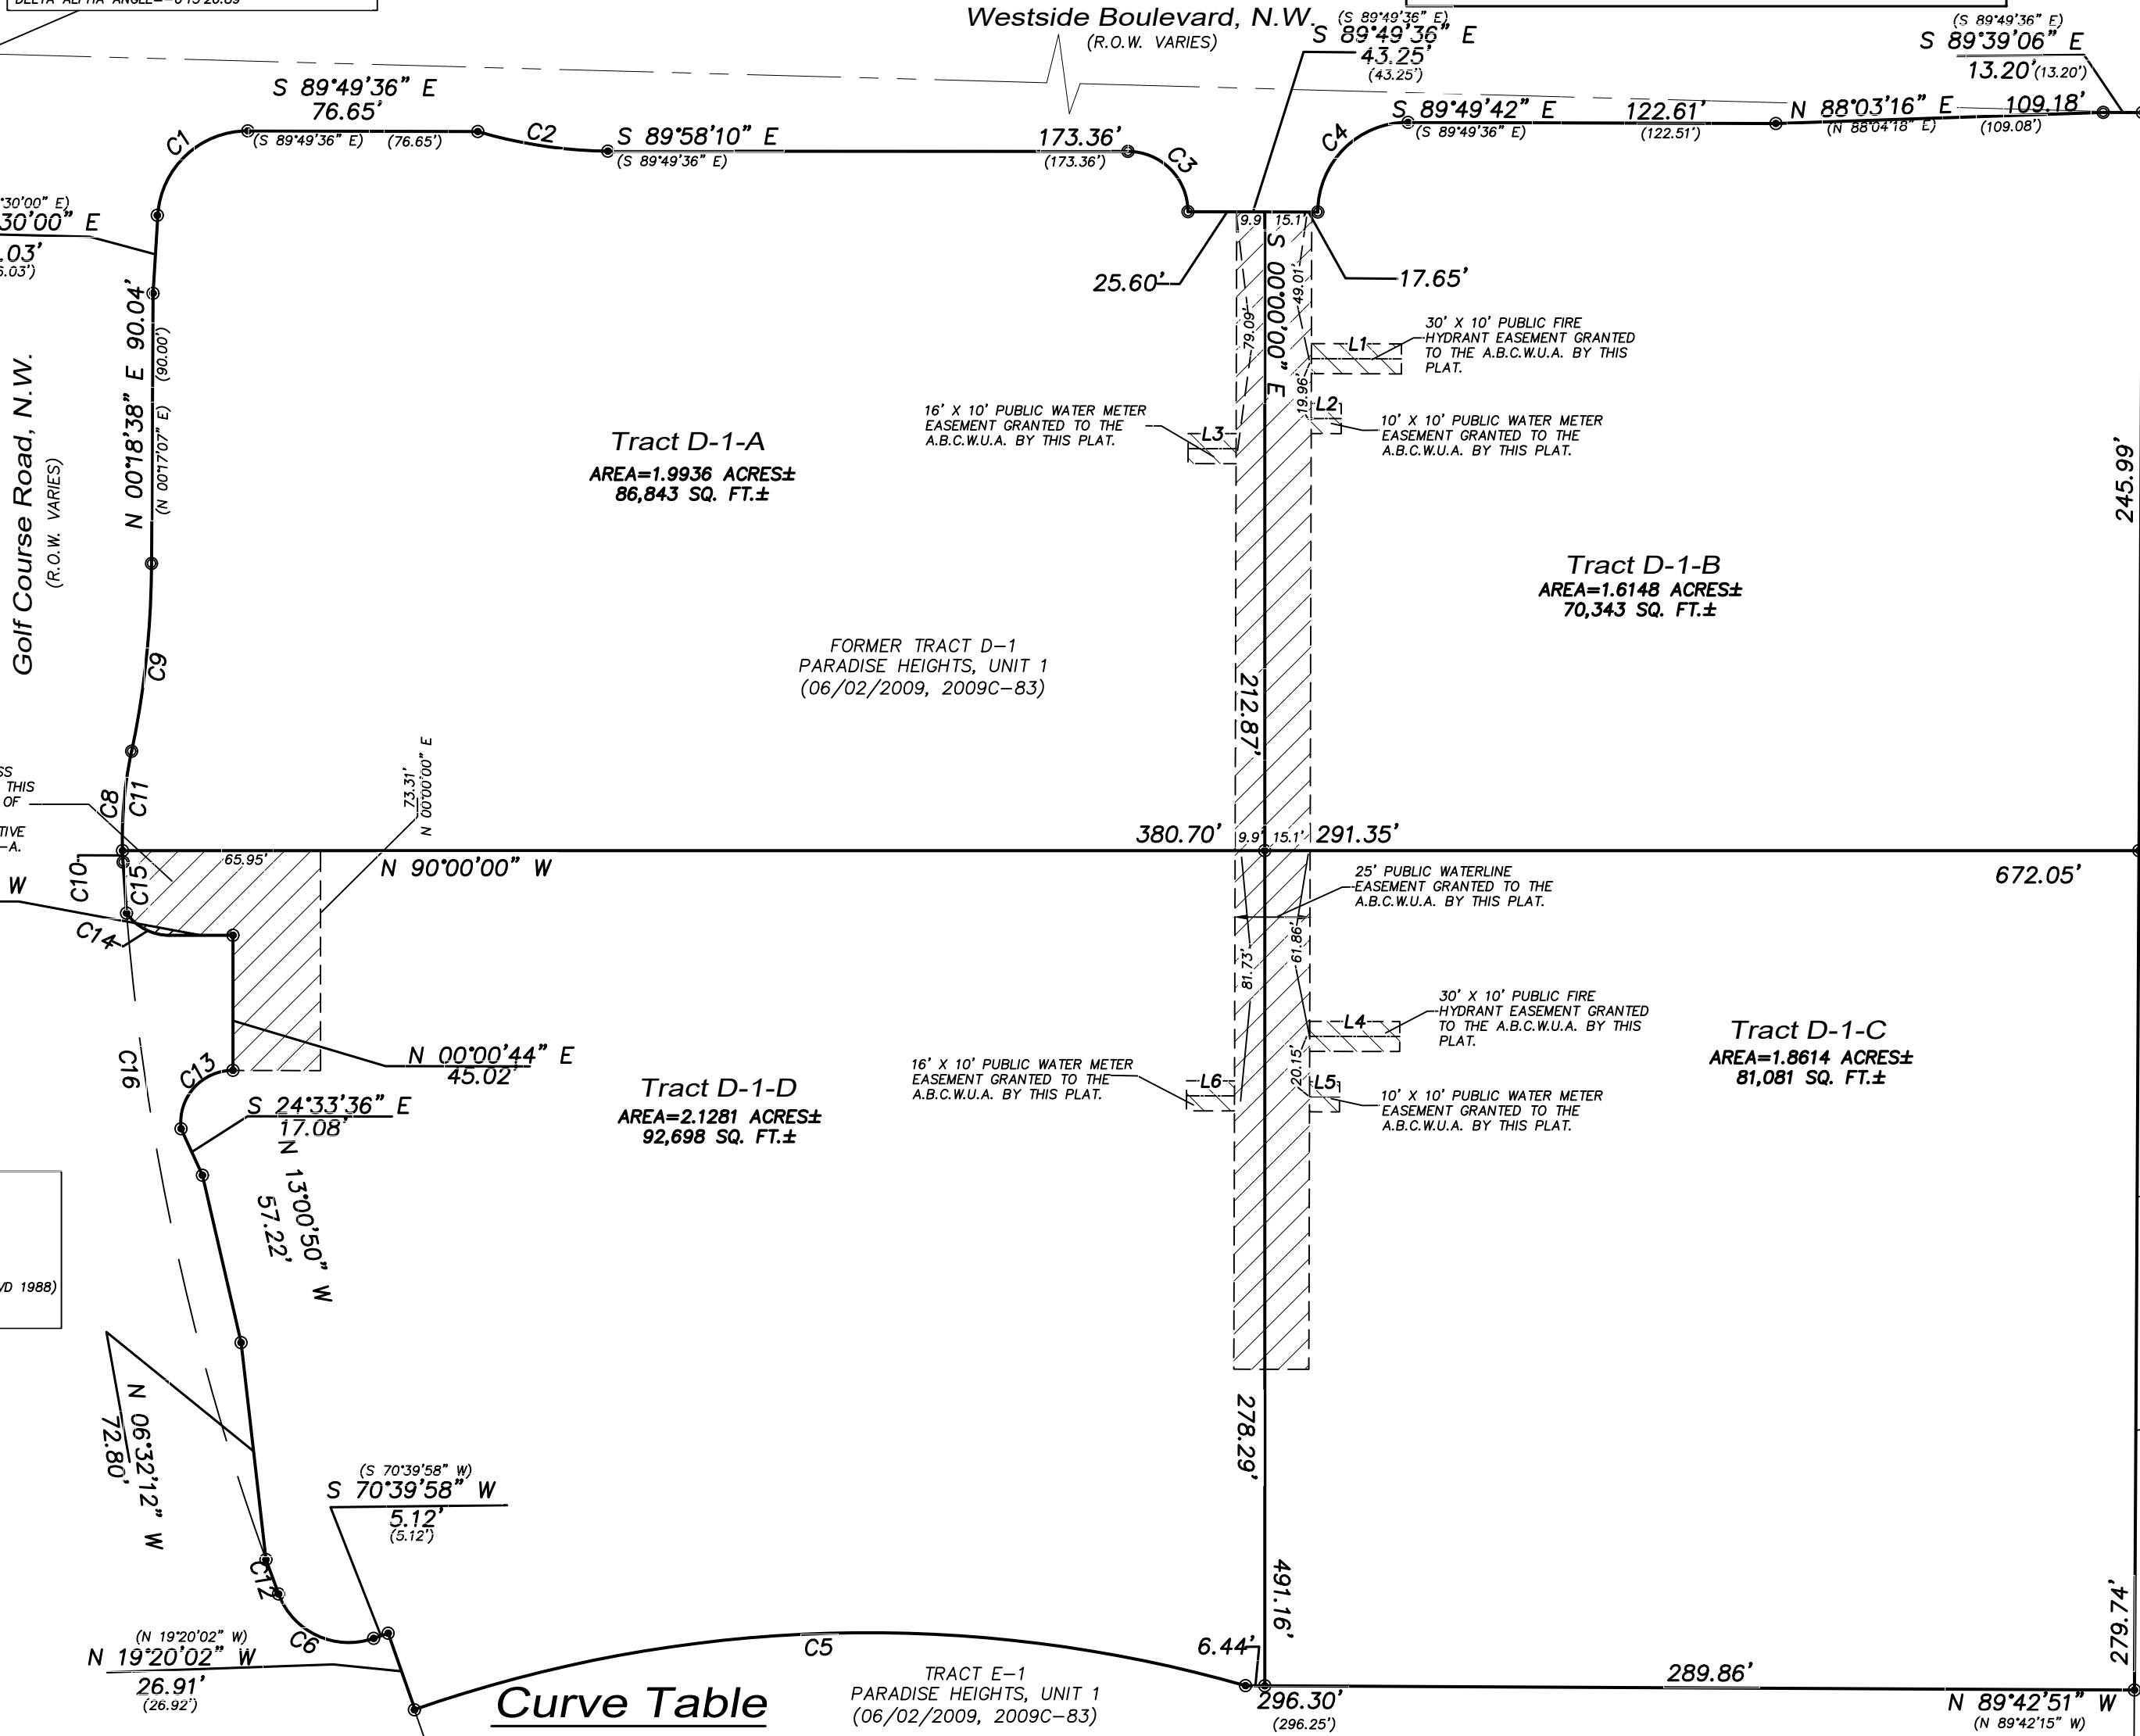 Westside Boulevard, N.W.
(R.O.W. VARIES)
(S 89°49'36" E)
S 89°49'36" E
43.25'
(43.25')
(S 89°49'36" E)
S 89°39'06" E
13.20' (13.20')
S 89°49'36" E
76.65'
(S 89°49'36" E) (76.65')
C1
C2
S 89°58'10" E 173.36'
(S 89°49'36" E) (173.36')
C3
C4
S 89°49'42" E 122.61'
(S 89°49'36" E) (122.51')
N 88°03'16" E 109.18'
(N 88°04'18" E) (109.08')
°30'00" E)
30'00" E
.03'
9.9 15.1'
25.60'
17.65'
S 00°00'00" E
49.01'
79.09'
19.96'
N 00°18'38" E 90.04'
(N 00°17'07" E) (90.00')
Golf Course Road, N.W.
(R.O.W. VARIES)
L1
30' X 10' PUBLIC FIRE
HYDRANT EASEMENT GRANTED
TO THE A.B.C.W.U.A. BY THIS
PLAT.
L2
10' X 10' PUBLIC WATER METER
EASEMENT GRANTED TO THE
A.B.C.W.U.A. BY THIS PLAT.
16' X 10' PUBLIC WATER METER
EASEMENT GRANTED TO THE
A.B.C.W.U.A. BY THIS PLAT.
L3
Tract D-1-A
AREA=1.9936 ACRES±
86,843 SQ. FT.±
Tract D-1-B
AREA=1.6148 ACRES±
70,343 SQ. FT.±
245.99'
FORMER TRACT D-1
PARADISE HEIGHTS, UNIT 1
(06/02/2009, 2009C-83)
212.87'
C9
C8
C11
THIS
OF
TIVE
-A.
W
73.31'
N 00°00'00" E
65.95'
N 90°00'00" W
380.70' 9.9' 15.1' 291.35'
672.05'
C10
C15
C14
C16
25' PUBLIC WATERLINE
EASEMENT GRANTED TO THE
A.B.C.W.U.A. BY THIS PLAT.
81.73'
61.86'
20.15'
L4
30' X 10' PUBLIC FIRE
HYDRANT EASEMENT GRANTED
TO THE A.B.C.W.U.A. BY THIS
PLAT.
L5
10' X 10' PUBLIC WATER METER
EASEMENT GRANTED TO THE
A.B.C.W.U.A. BY THIS PLAT.
L6
16' X 10' PUBLIC WATER METER
EASEMENT GRANTED TO THE
A.B.C.W.U.A. BY THIS PLAT.
Tract D-1-C
AREA=1.8614 ACRES±
81,081 SQ. FT.±
N 00°00'44" E
45.02'
C13
S 24°33'36" E
17.08'
Tract D-1-D
AREA=2.1281 ACRES±
92,698 SQ. FT.±
N 13°00'50" W
57.22'
VD 1988)
N 06°32'12" W
72.80'
(S 70°39'58" W)
S 70°39'58" W
5.12'
(5.12')
C12
C6
278.29'
491.16'
279.74'
(N 19°20'02" W)
N 19°20'02" W
26.91'
(26.92')
C5
6.44'
289.86'
296.30'
(296.25')
N 89°42'51" W
(N 89°42'15" W)
Curve Table
TRACT E-1
PARADISE HEIGHTS, UNIT 1
(06/02/2009, 2009C-83)